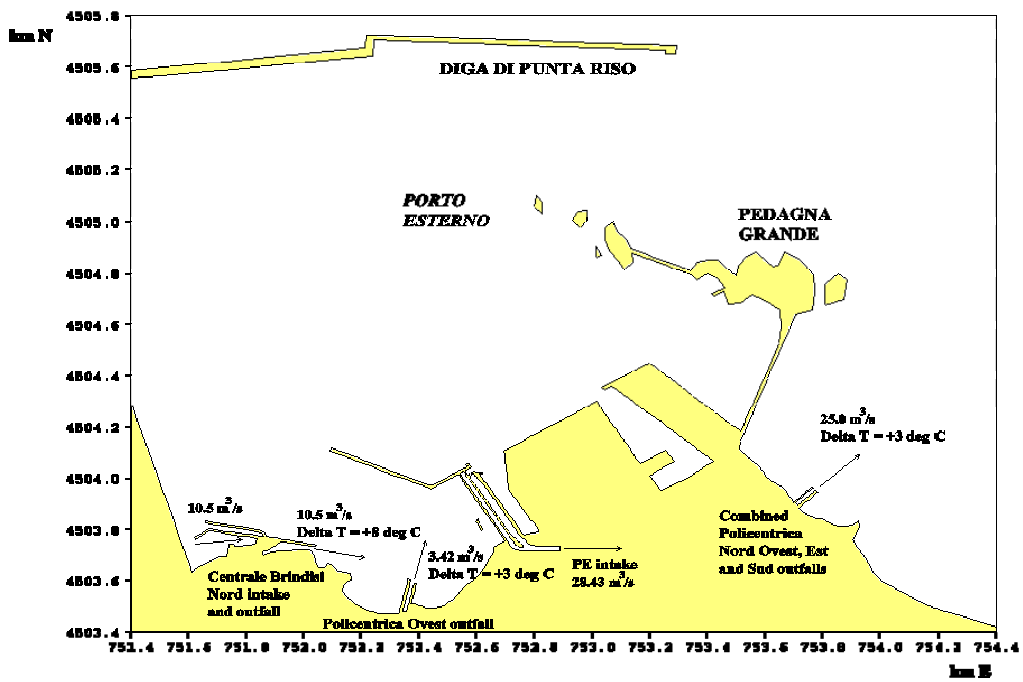 4505.8
km N
4505.6
DIGA DI PUNTA RISO
4505.4
4505.2
PORTO
ESTERNO
4505.0
PEDAGNA
GRANDE
4504.8
4504.6
4504.4
4504.2
25.0 m³/s
Delta T = +3 deg C
4504.0
10.5 m³/s
10.5 m³/s
Delta T = +8 deg C
4503.8
Combined
Policentrica
Nord Ovest, Est
and Sud outfalls
3.42 m³/s
Delta T = +3 deg C
PE intake
28.43 m³/s
4503.6
Centrale Brindisi
Nord intake
and outfall
Policentrica Ovest outfall
4503.4
751.4 751.6 751.8 752.0 752.2 752.4 752.6 752.8 753.0 753.2 753.4 753.6 753.8 754.0 754.2 754.4
km E